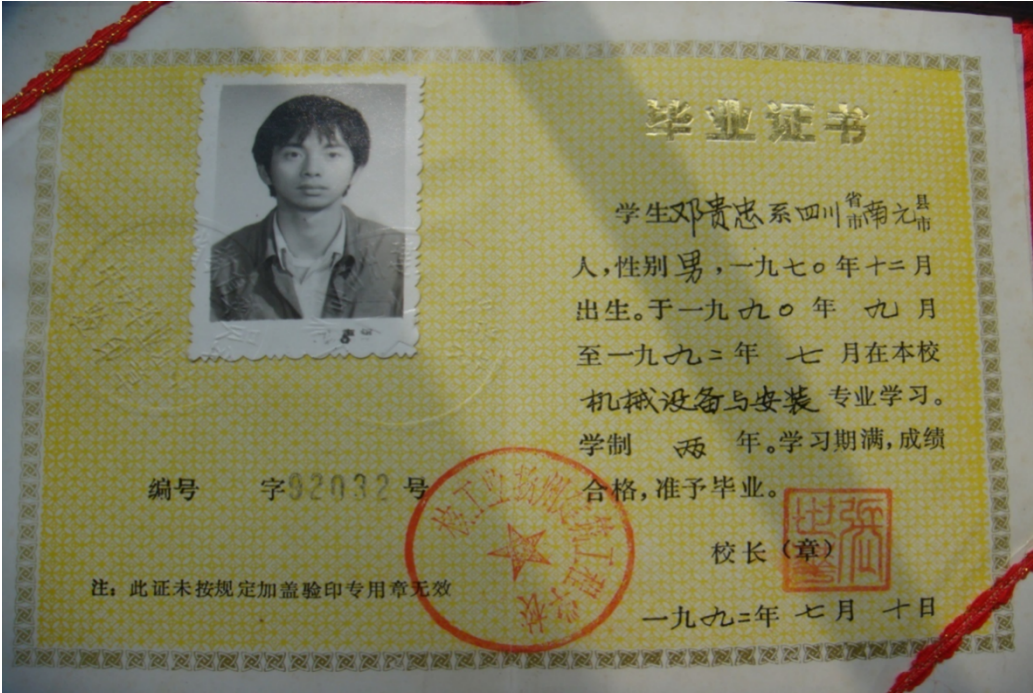 毕业证书
学生邓贵忠系四川省市南充县市
人，性别男，一九七〇年十二月
出生。于一九九〇年九月
至一九九二年七月在本校
机械设备与安装专业学习。
学制两年。学习期满，成绩
合格，准予毕业。
校长（章）
一九九二年七月十日
编号 字92032号
注：此证未按规定加盖验印专用章无效